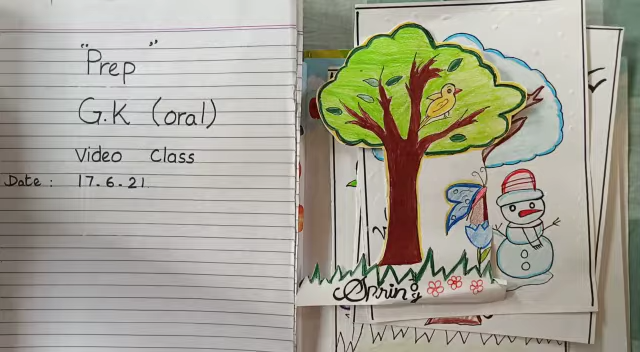 "Prep"
G.K (oral)
Video Class
Date : 17.6.21
Spring